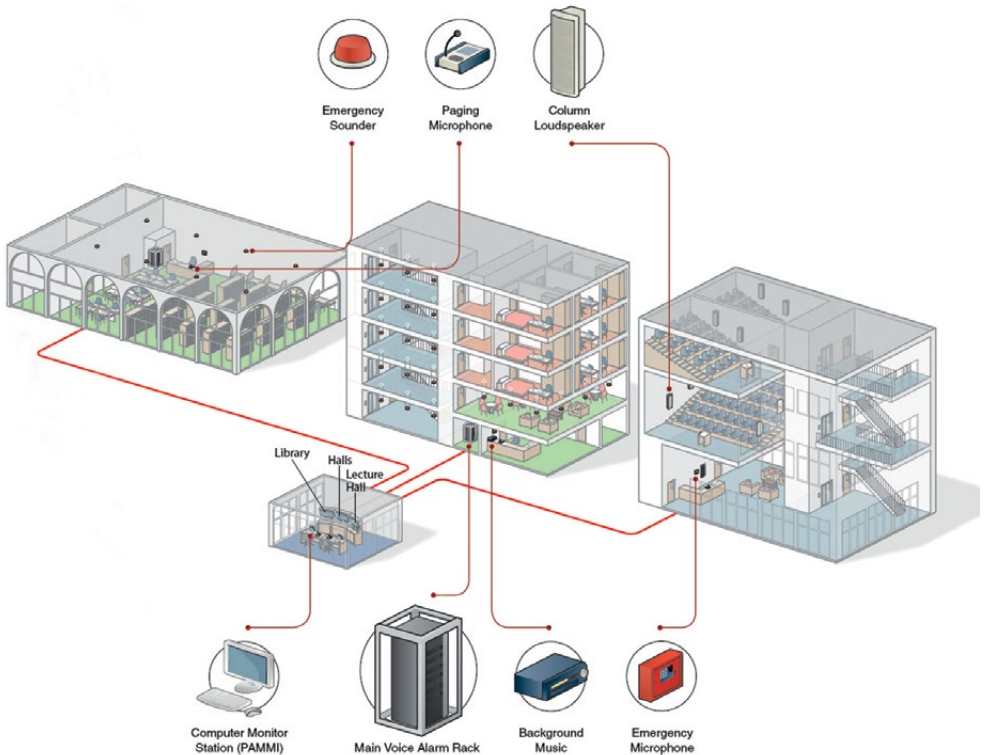 Emergency
Sounder
Paging
Microphone
Column
Loudspeaker
Library
Halls
Lecture
Hall
Computer Monitor
Station (PAMMI)
Main Voice Alarm Rack
Background
Music
Emergency
Microphone